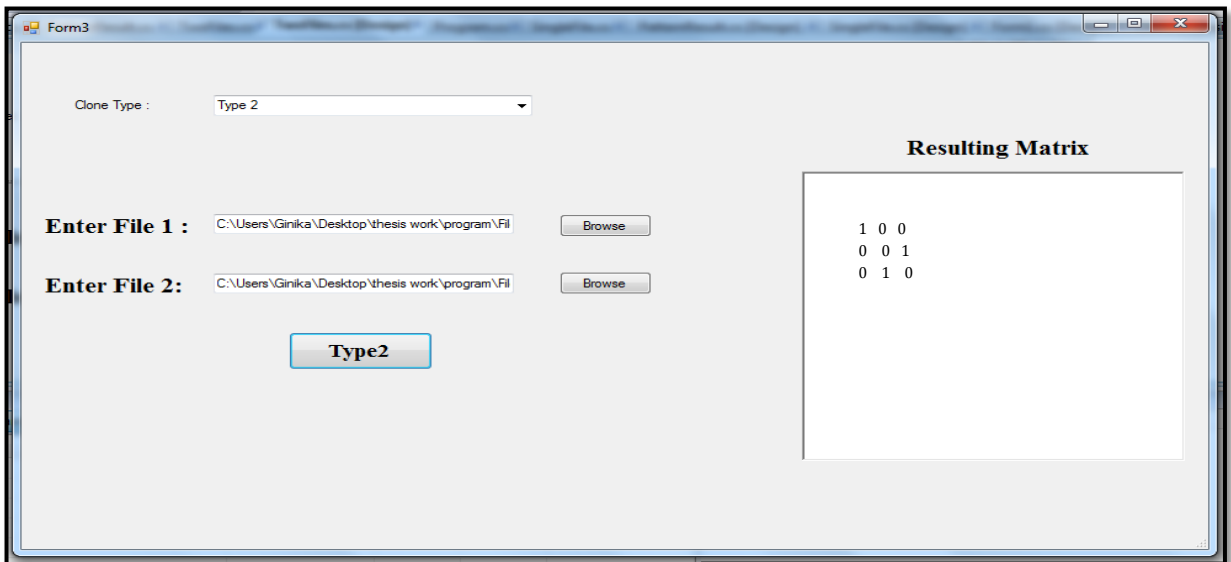 Form3
Clone Type :
Type 2
Resulting Matrix
Enter File 1 :
C:\Users\Ginika\Desktop\thesis work\program\Fil
Browse
1 0 0
0 0 1
0 1 0
Enter File 2:
C:\Users\Ginika\Desktop\thesis work\program\Fil
Browse
Type2